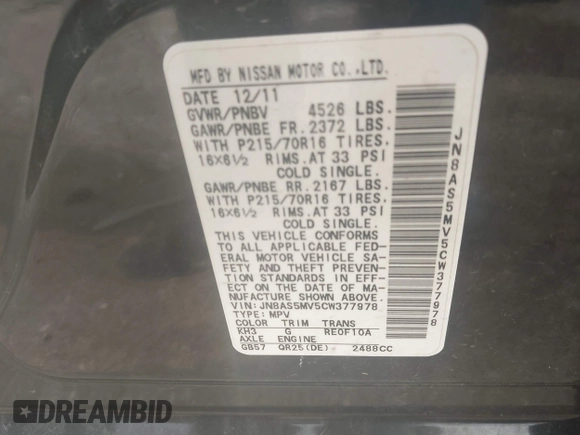 MFD BY NISSAN MOTOR CO.,LTD.
DATE 12/11
GVWR/PNBV 4526 LBS.
GAWR/PNBE FR. 2372 LBS.
WITH P215/70R16 TIRES.
16X6½ RIMS.AT 33 PSI
COLD SINGLE.
GAWR/PNBE RR. 2167 LBS.
WITH P215/70R16 TIRES.
16X6½ RIMS.AT 33 PSI
COLD SINGLE.
THIS VEHICLE CONFORMS
TO ALL APPLICABLE FED-
ERAL MOTOR VEHICLE SA-
FETY AND THEFT PREVEN-
TION STANDARDS IN EFF-
ECT ON THE DATE OF MA-
NUFACTURE SHOWN ABOVE.
VIN: JN8AS5MV5CW377978
TYPE: MPV
COLOR TRIM TRANS
KH3 G RE0F10A
AXLE ENGINE
GB57 QR25(DE) 2488CC
JN8AS5MV5CW377978
DREAMBID